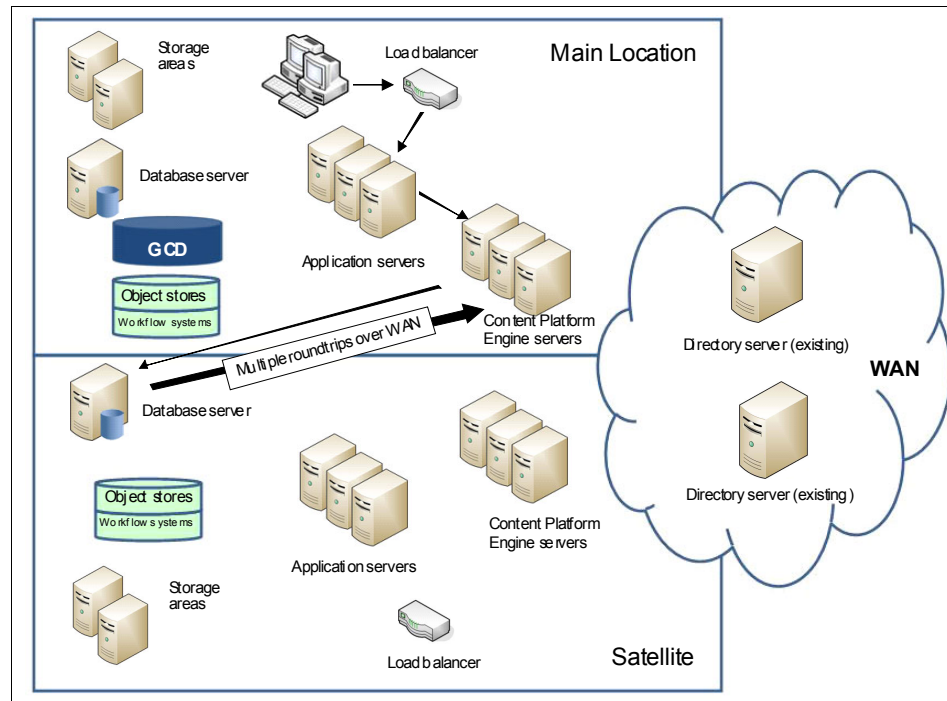 Storage
areas
Load balancer
Main Location
Database server
GCD
Application servers
Object stores
Workflow systems
Content Platform
Engine servers
Multiple roundtrips over WAN
Directory server (existing)
WAN
Database server
Directory server (existing)
Object stores
Workflow systems
Content Platform
Engine servers
Application servers
Storage
areas
Load balancer
Satellite